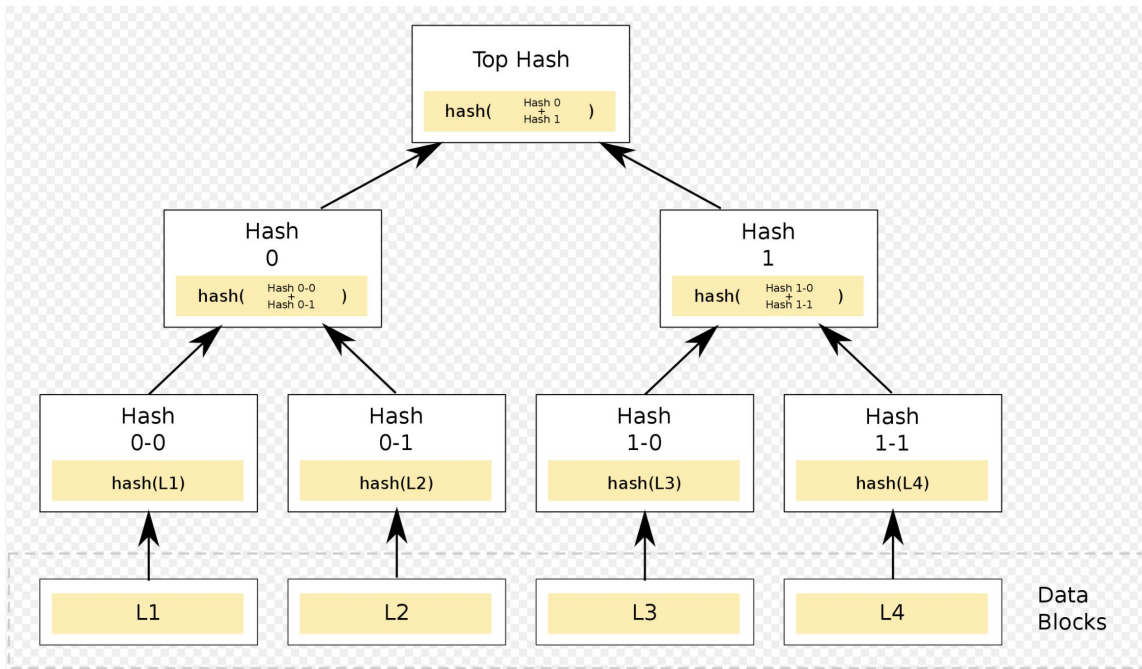 Top Hash
hash( Hash 0 + Hash 1 )
Hash
0
hash( Hash 0-0 + Hash 0-1 )
Hash
1
hash( Hash 1-0 + Hash 1-1 )
Hash
0-0
hash(L1)
Hash
0-1
hash(L2)
Hash
1-0
hash(L3)
Hash
1-1
hash(L4)
L1
L2
L3
L4
Data
Blocks